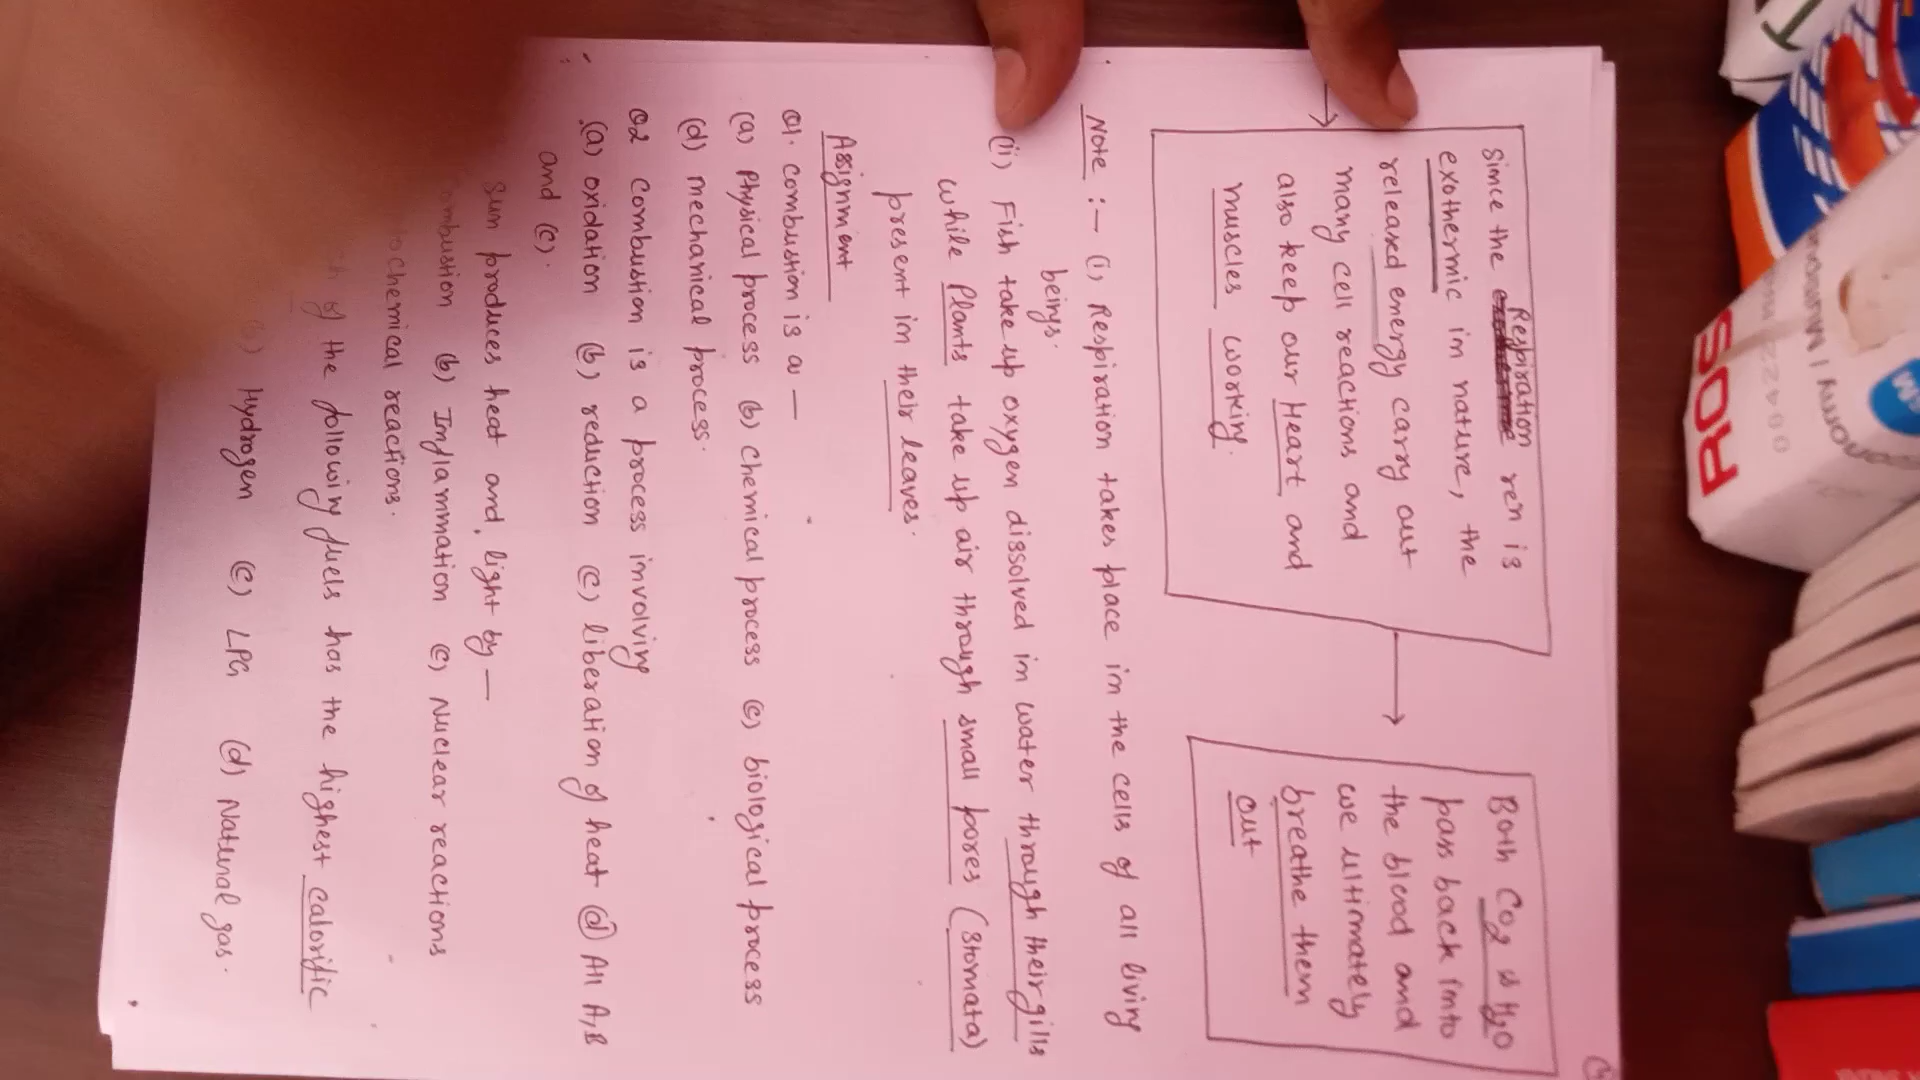 Since the Respiration rxn is
exothermic in nature, the
released energy carry out
many cell reactions and
also keep our Heart and
muscles working.
Both CO2 & H2O
pass back into
the blood and
we ultimately
breathe them
out
Note :- (i) Respiration takes place in the cells of all living
beings.
(ii) Fish take up oxygen dissolved in water through their gills
while Plants take up air through small pores (Stomata)
present in their leaves.
Assignment
Q1. Combustion is a —
(a) Physical process (b) chemical process (c) biological process
(d) mechanical process.
Q2 Combustion is a process involving
(a) oxidation (b) reduction (c) liberation of heat (d) All A,B
and (c).
Sun produces heat and light by —
(b) Inflammation (c) Nuclear reactions
chemical reactions.
of the following fuels has the highest calorific
Hydrogen (c) LPG (d) Natural gas.